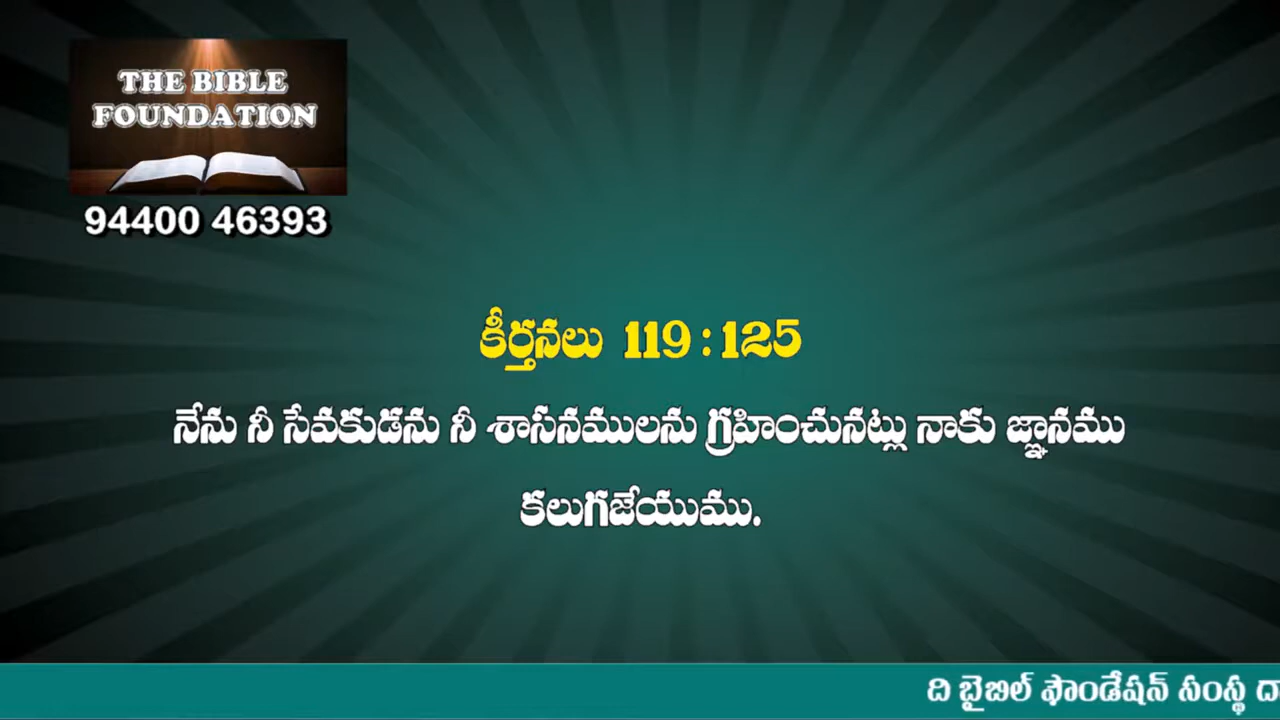 THE BIBLE
FOUNDATION
94400 46393
కీర్తనలు 119 : 125
నేను నీ సేవకుడను నీ శాసనములను గ్రహించునట్లు నాకు జ్ఞానము
కలుగజేయుము.
ది బైబిల్ ఫౌండేషన్ సంస్థ